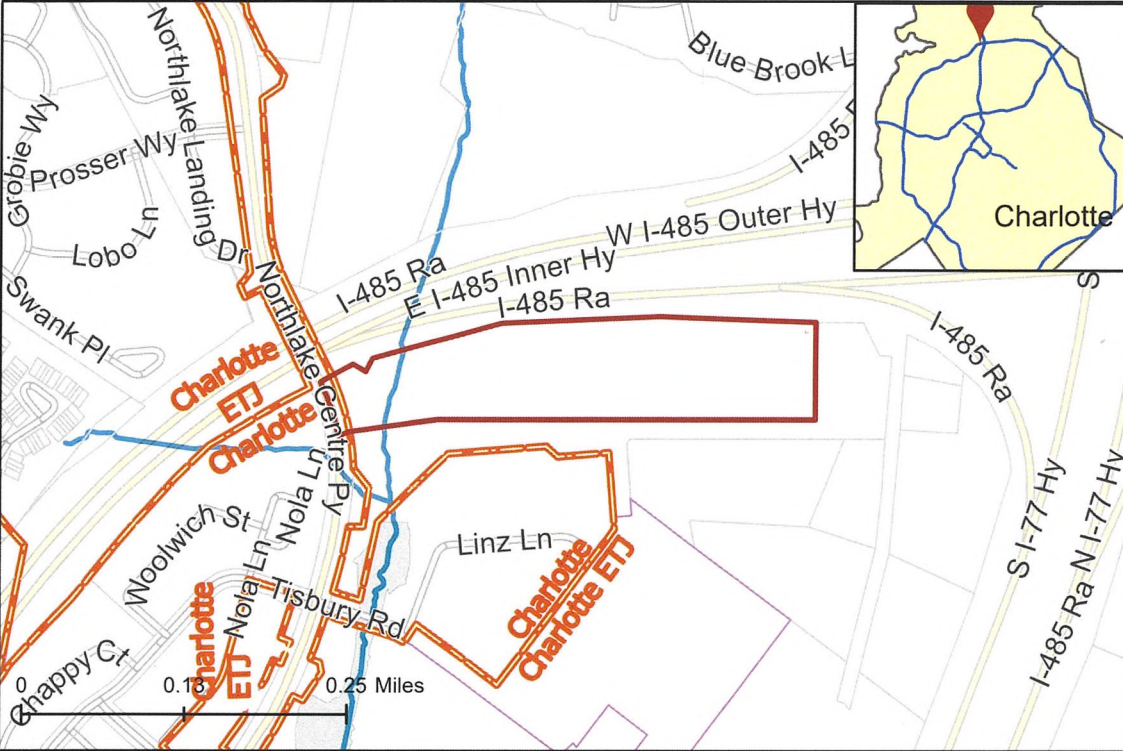 Northlake Landing Dr
Blue Brook L
Grobie Wy
Prosser Wy
I-485 R
Charlotte
Lobo Ln
W I-485 Outer Hy
E I-485 Inner Hy
I-485 Ra
I-485 Ra
Swank Pl
Northlake Centre Py
S
I-485 Ra
Charlotte
ETJ
Charlotte
Nola Ln
Woolwich St
Linz Ln
S I-77 Hy
N I-77 Hy
I-485 Ra
Charlotte
Charlotte ETJ
Nola Ln
Tisbury Rd
Charlotte
ETJ
Chappy Ct
0 0.13 0.25 Miles